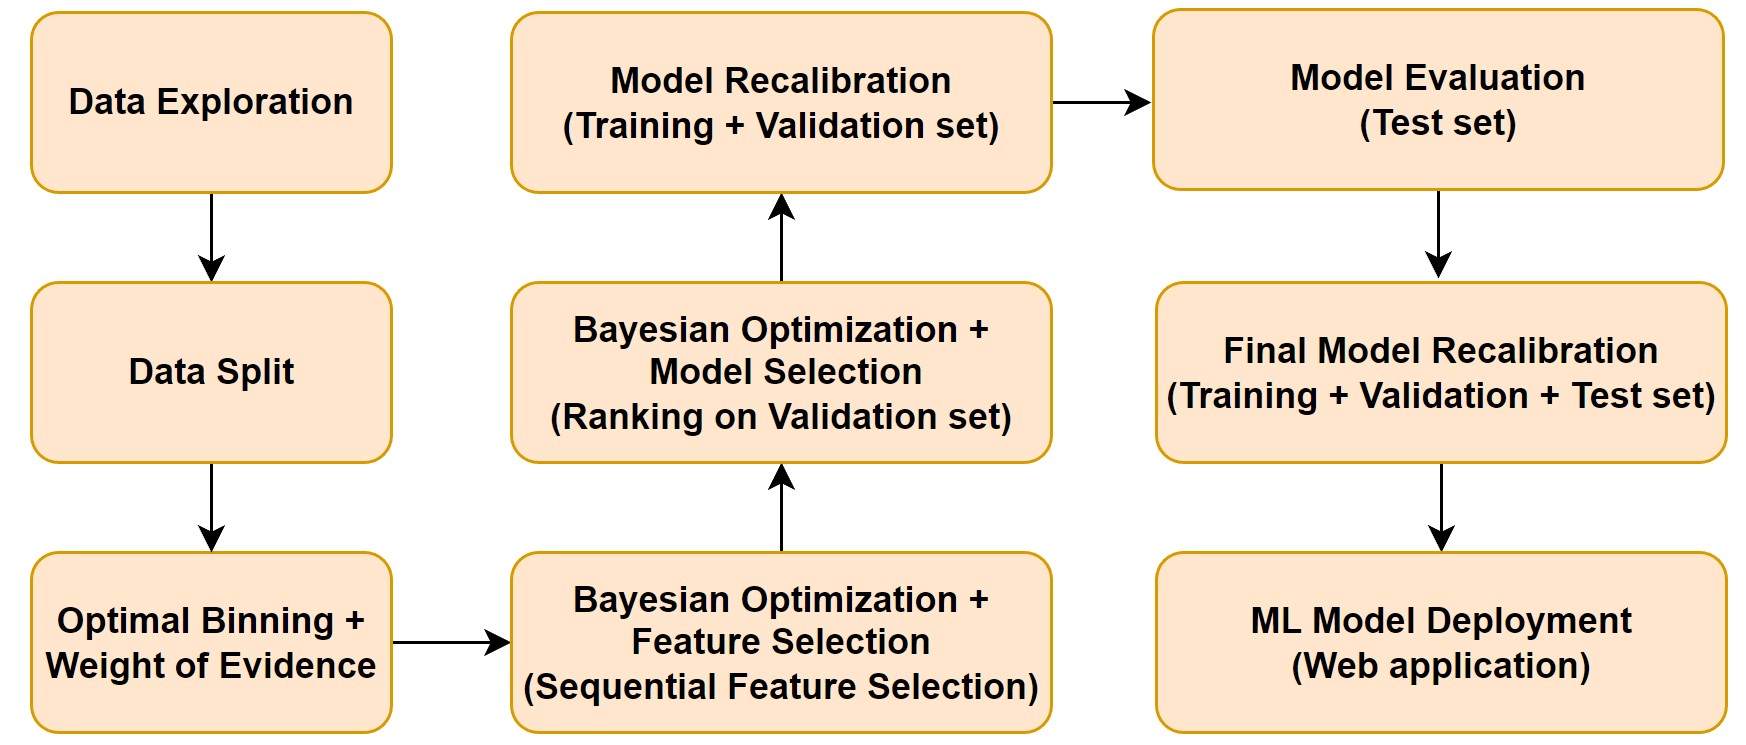 Data Exploration
Data Split
Optimal Binning +
Weight of Evidence
Bayesian Optimization +
Feature Selection
(Sequential Feature Selection)
Bayesian Optimization +
Model Selection
(Ranking on Validation set)
Model Recalibration
(Training + Validation set)
Model Evaluation
(Test set)
Final Model Recalibration
(Training + Validation + Test set)
ML Model Deployment
(Web application)